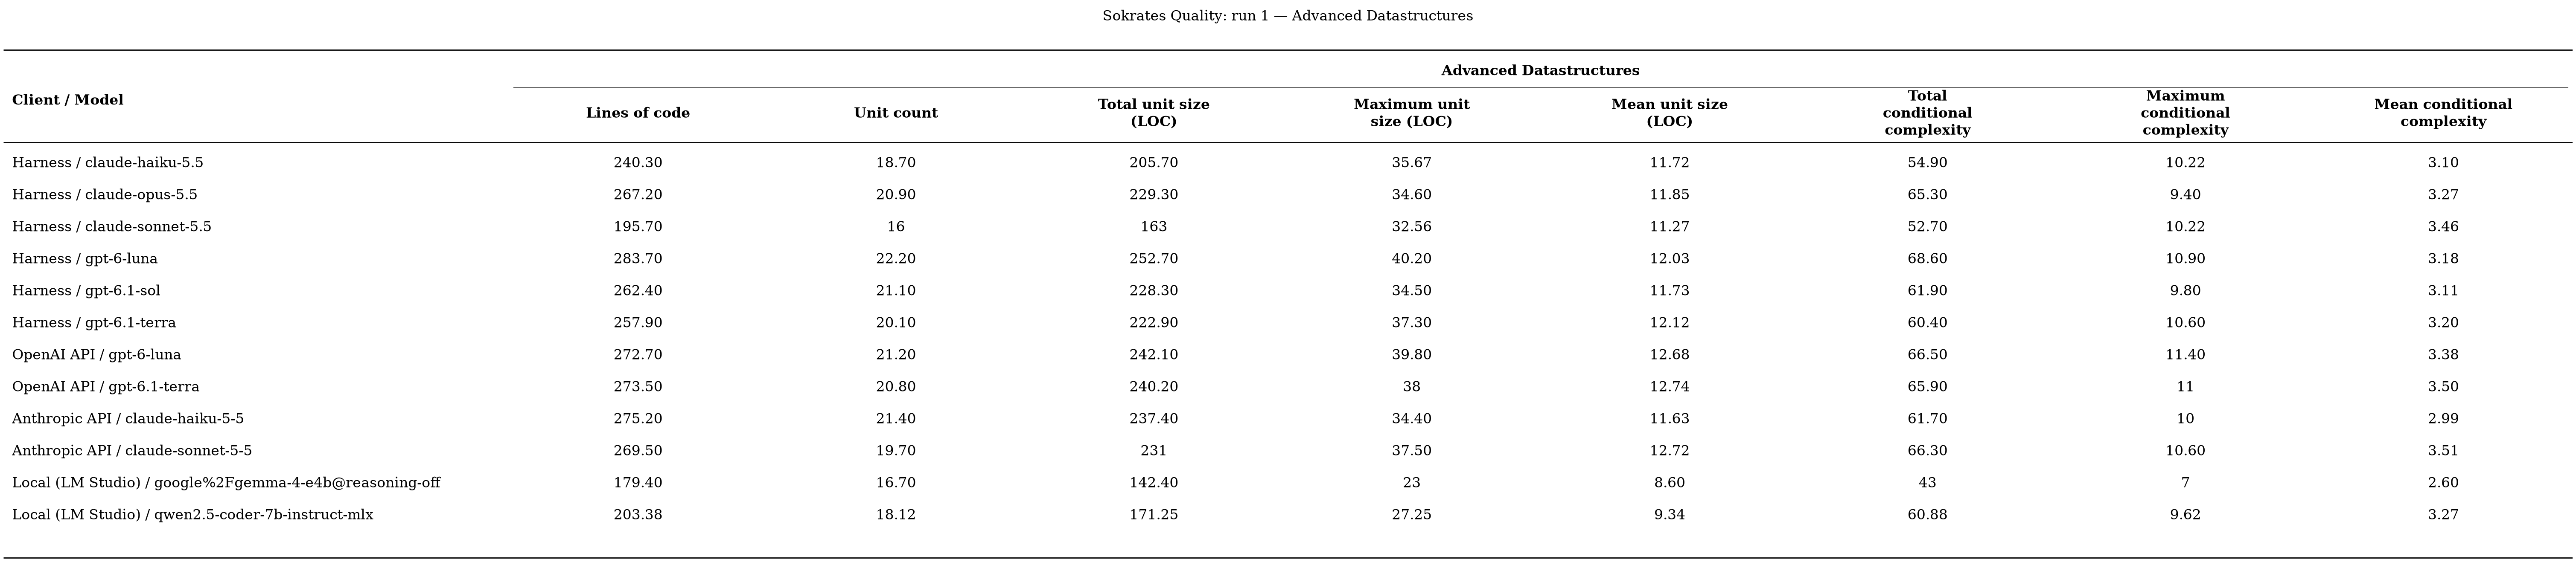 Sokrates Quality: run 1 — Advanced Datastructures
Advanced Datastructures
Client / Model Lines of code Unit count Total unit size (LOC) Maximum unit size (LOC) Mean unit size (LOC) Total conditional complexity Maximum conditional complexity Mean conditional complexity
Harness / claude-haiku-5.5 240.30 18.70 205.70 35.67 11.72 54.90 10.22 3.10
Harness / claude-opus-5.5 267.20 20.90 229.30 34.60 11.85 65.30 9.40 3.27
Harness / claude-sonnet-5.5 195.70 16 163 32.56 11.27 52.70 10.22 3.46
Harness / gpt-6-luna 283.70 22.20 252.70 40.20 12.03 68.60 10.90 3.18
Harness / gpt-6.1-sol 262.40 21.10 228.30 34.50 11.73 61.90 9.80 3.11
Harness / gpt-6.1-terra 257.90 20.10 222.90 37.30 12.12 60.40 10.60 3.20
OpenAI API / gpt-6-luna 272.70 21.20 242.10 39.80 12.68 66.50 11.40 3.38
OpenAI API / gpt-6.1-terra 273.50 20.80 240.20 38 12.74 65.90 11 3.50
Anthropic API / claude-haiku-5-5 275.20 21.40 237.40 34.40 11.63 61.70 10 2.99
Anthropic API / claude-sonnet-5-5 269.50 19.70 231 37.50 12.72 66.30 10.60 3.51
Local (LM Studio) / google%2Fgemma-4-e4b@reasoning-off 179.40 16.70 142.40 23 8.60 43 7 2.60
Local (LM Studio) / qwen2.5-coder-7b-instruct-mlx 203.38 18.12 171.25 27.25 9.34 60.88 9.62 3.27